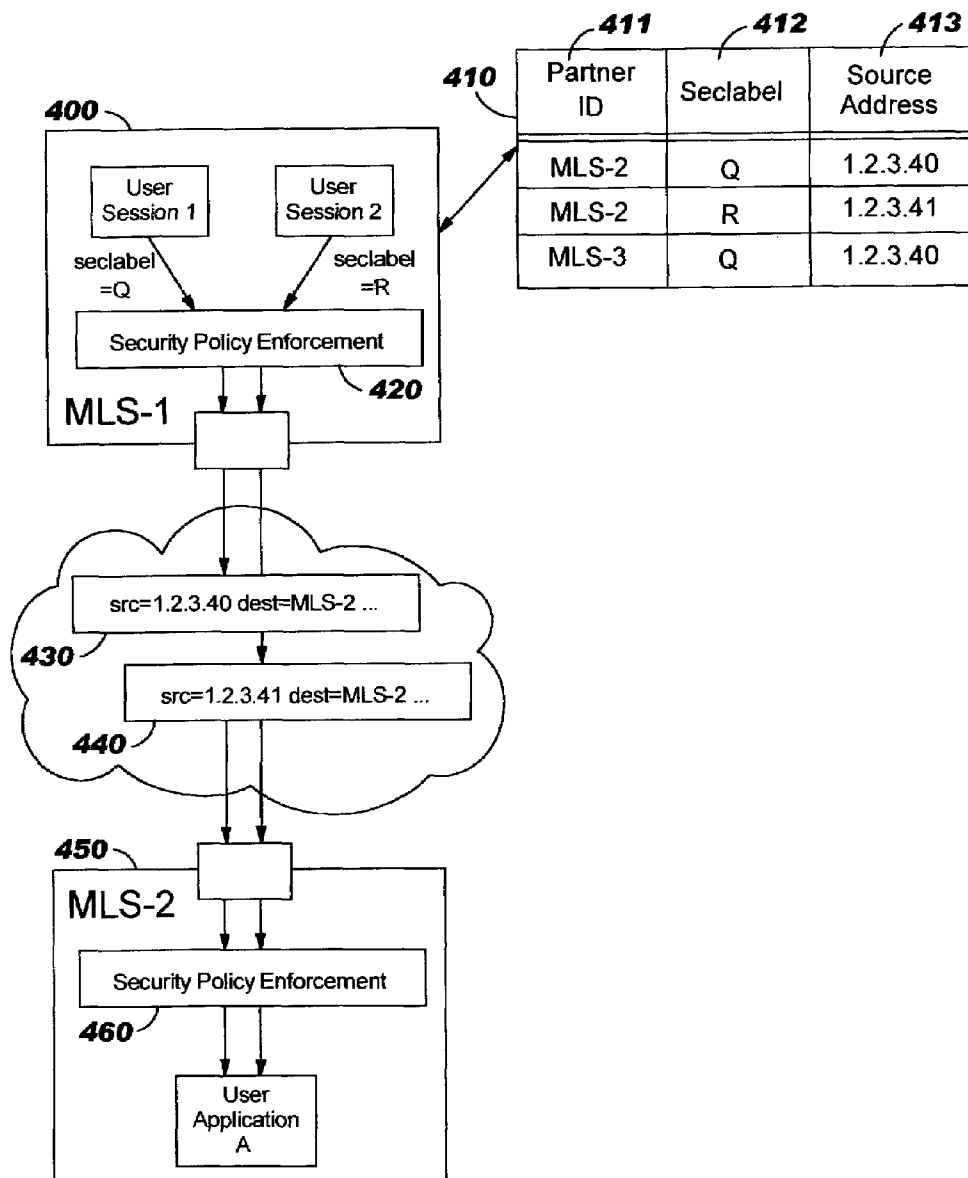 411
412
413
410
Partner
ID
Seclabel
Source
Address
MLS-2
Q
1.2.3.40
MLS-2
R
1.2.3.41
MLS-3
Q
1.2.3.40
400
User
Session 1
User
Session 2
seclabel
=Q
seclabel
=R
Security Policy Enforcement
420
MLS-1
src=1.2.3.40 dest=MLS-2 ...
430
src=1.2.3.41 dest=MLS-2 ...
440
450
MLS-2
Security Policy Enforcement
460
User
Application
A